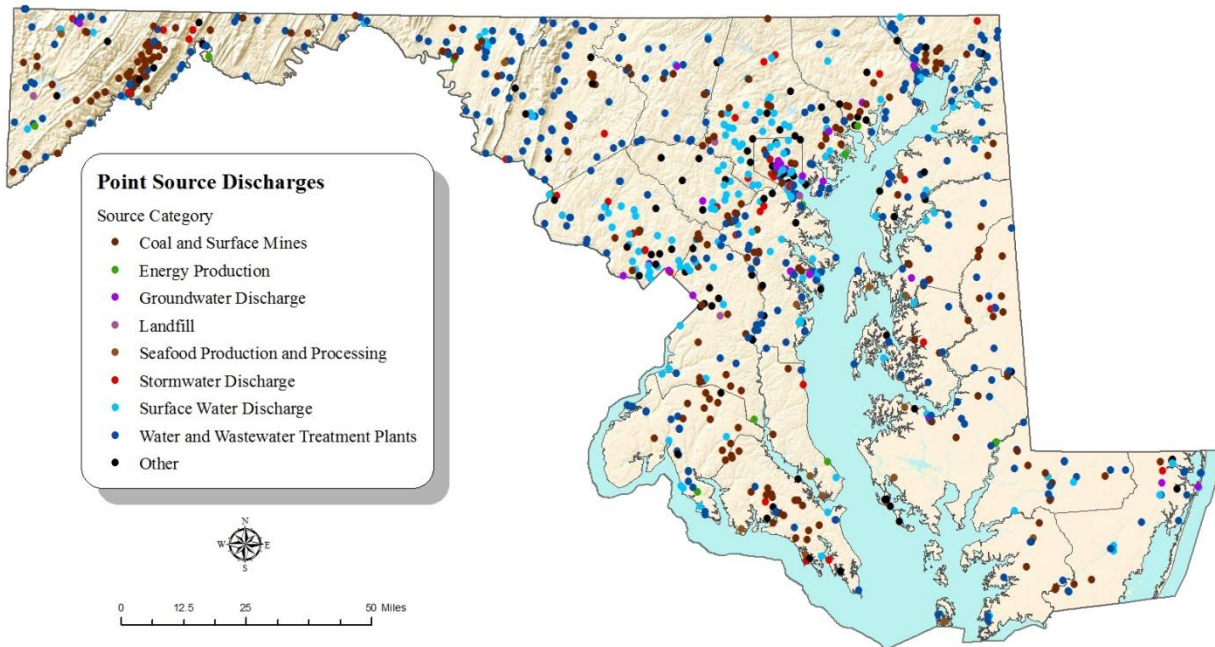 Point Source Discharges
Source Category
Coal and Surface Mines
Energy Production
Groundwater Discharge
Landfill
Seafood Production and Processing
Stormwater Discharge
Surface Water Discharge
Water and Wastewater Treatment Plants
Other
N
W E
S
0 12.5 25 50 Miles